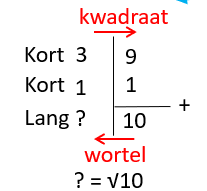 kwadraat
Kort 3 9
Kort 1 1
Lang ? 10 +
wortel
? = √10